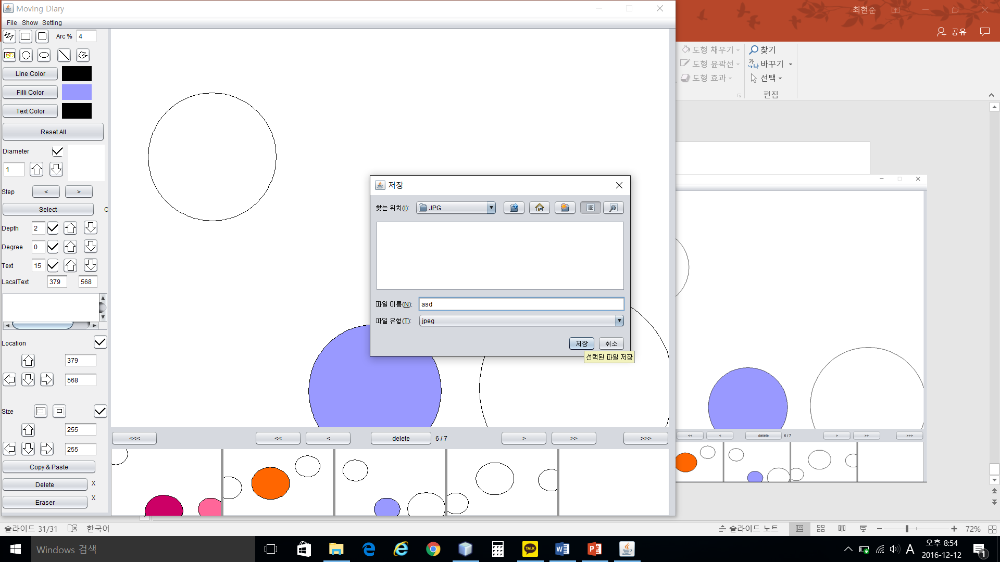 Moving Diary
File Show Setting
Arc % 4
Line Color
Filli Color
Text Color
Reset All
Diameter
1
Step < >
Select C
Depth 2
Degree 0
Text 15
LacalText 379 568
Location
379
568
Size
255
255
Copy & Paste
Delete X
Eraser X
<<< << < delete 6 / 7 > >> >>>
저장
찾는 위치(I): JPG
파일 이름(N): asd
파일 유형(T): jpeg
저장 취소
선택된 파일 저장
최현준
공유
도형 채우기
도형 윤곽선
도형 효과
찾기
바꾸기
선택
편집
<< < delete 6 / 7 > >> >>>
슬라이드 31/31 한국어
슬라이드 노트
72%
Windows 검색
TALK
A
오후 8:54
2016-12-12
1